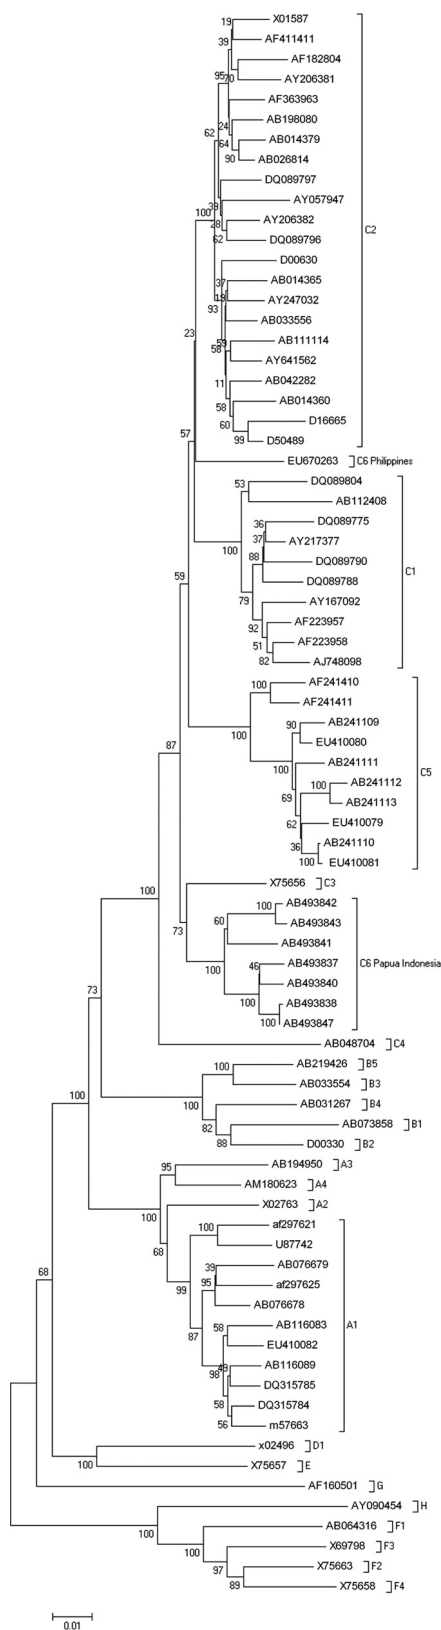 19
X01587
39
AF411411
AF182804
95
70
AY206381
AF363963
24
AB198080
62
64
AB014379
90
AB026814
DQ089797
39
AY057947
100
28
AY206382
62
DQ089796
C2
D00630
37
AB014365
19
AY247032
93
AB033556
53
AB111114
58
AY641562
23
11
AB042282
58
AB014360
60
D16665
99
D50489
57
EU670263
C6 Philippines
53
DQ089804
AB112408
36
DQ089775
37
AY217377
100
88
DQ089790
C1
59
DQ089788
79
AY167092
92
AF223957
51
AF223958
82
AJ748098
100
AF241410
AF241411
90
AB241109
100
EU410080
87
100
AB241111
C5
100
AB241112
69
AB241113
62
EU410079
36
AB241110
100
EU410081
100
X75656
C3
100
AB493842
60
AB493843
73
AB493841
46
AB493837
C6 Papua Indonesia
100
AB493840
AB493838
100
AB493847
73
AB048704
C4
100
AB219426
B5
AB033554
B3
100
100
AB031267
B4
82
AB073858
B1
88
D00330
B2
95
AB194950
A3
AM180623
A4
100
X02763
A2
100
af297621
68
U87742
68
39
AB076679
99
95
af297625
AB076678
A1
87
58
AB116083
EU410082
43
AB116089
98
DQ315785
58
DQ315784
56
m57663
x02496
D1
100
X75657
E
AF160501
G
AY090454
H
100
AB064316
F1
100
X69798
F3
97
X75663
F2
89
X75658
F4
0.01